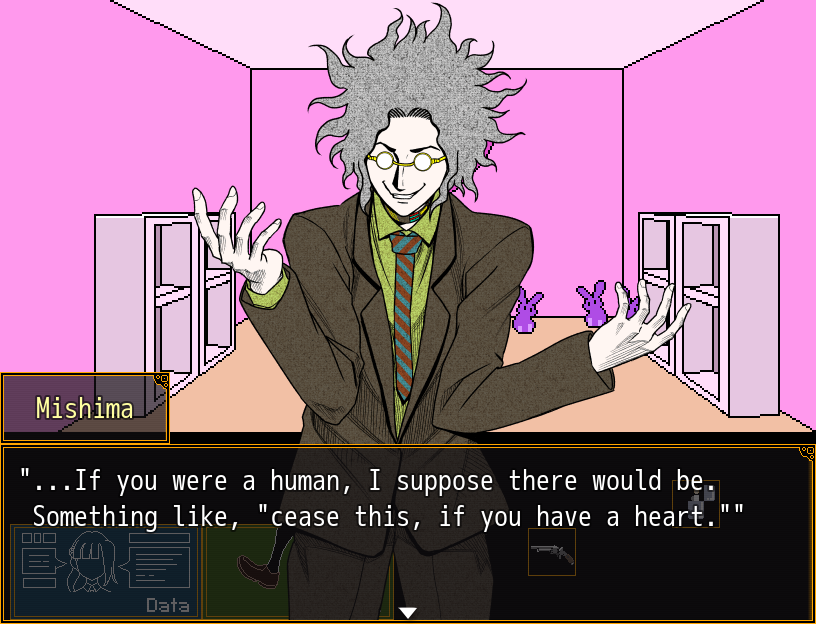 Mishima
"...If you were a human, I suppose there would be.
Something like, "cease this, if you have a heart.""
Data